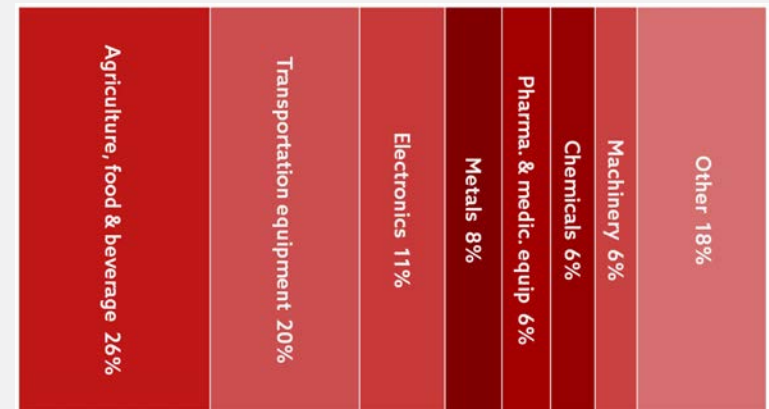 Agriculture, food & beverage 26%
Transportation equipment 20%
Electronics 11%
Metals 8%
Pharma. & medic. equip 6%
Chemicals 6%
Machinery 6%
Other 18%